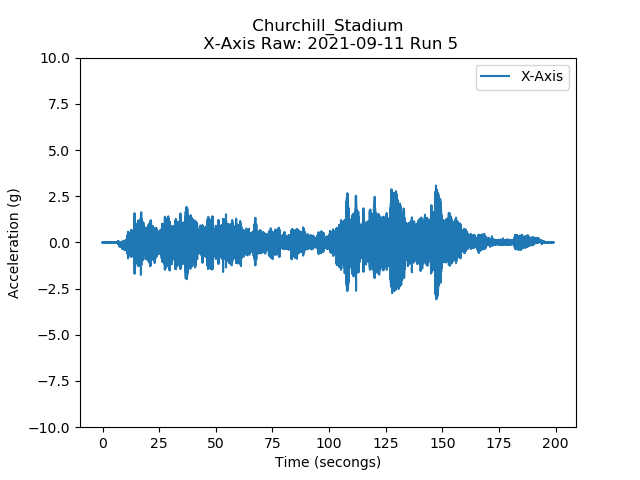 Churchill_Stadium
X-Axis Raw: 2021-09-11 Run 5
X-Axis
10.0
7.5
5.0
2.5
0.0
−2.5
−5.0
−7.5
−10.0
Acceleration (g)
0 25 50 75 100 125 150 175 200
Time (secongs)